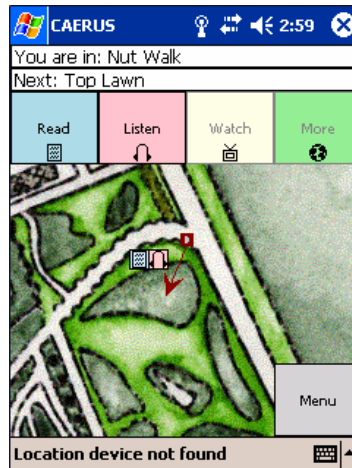 CAERUS 2:59
You are in: Nut Walk
Next: Top Lawn
Read Listen Watch More
Menu
Location device not found